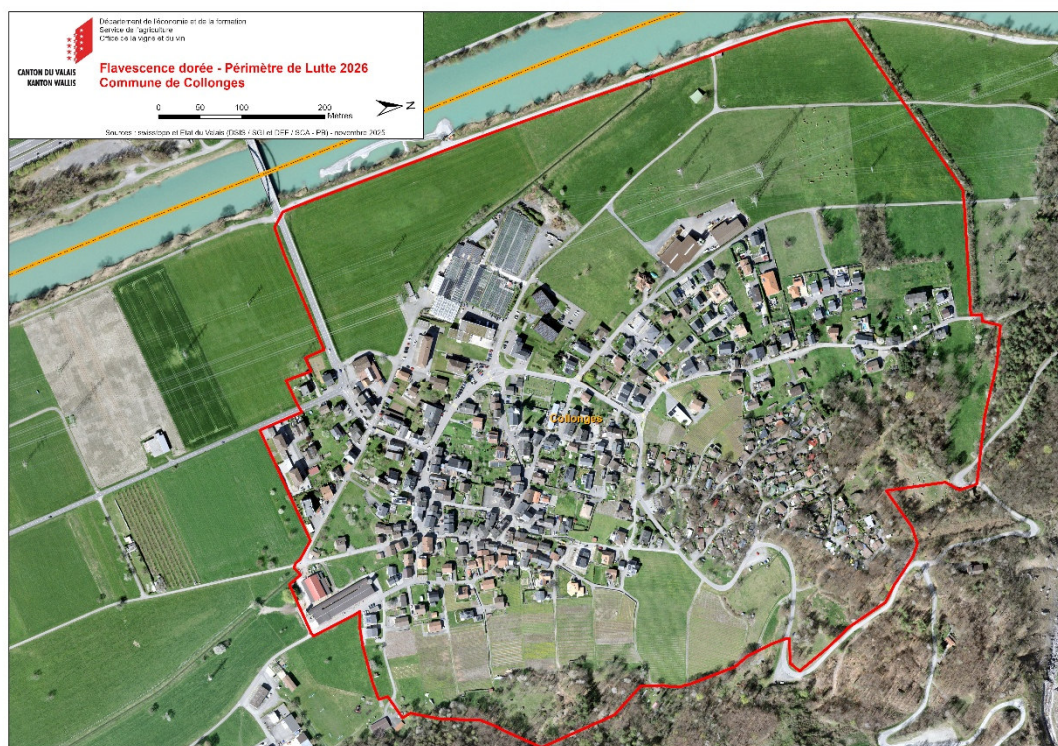 Département de l'économie et de la formation
Service de l'agriculture
Office de la vigne et du vin
CANTON DU VALAIS
KANTON WALLIS
Flavescence dorée - Périmètre de Lutte 2026
Commune de Collonges
0 50 100 200
Mètres
N
Sources : swisstopo et Etat du Valais (DSIS / SGI et DEF / SCA - PB) - novembre 2025
Collonges